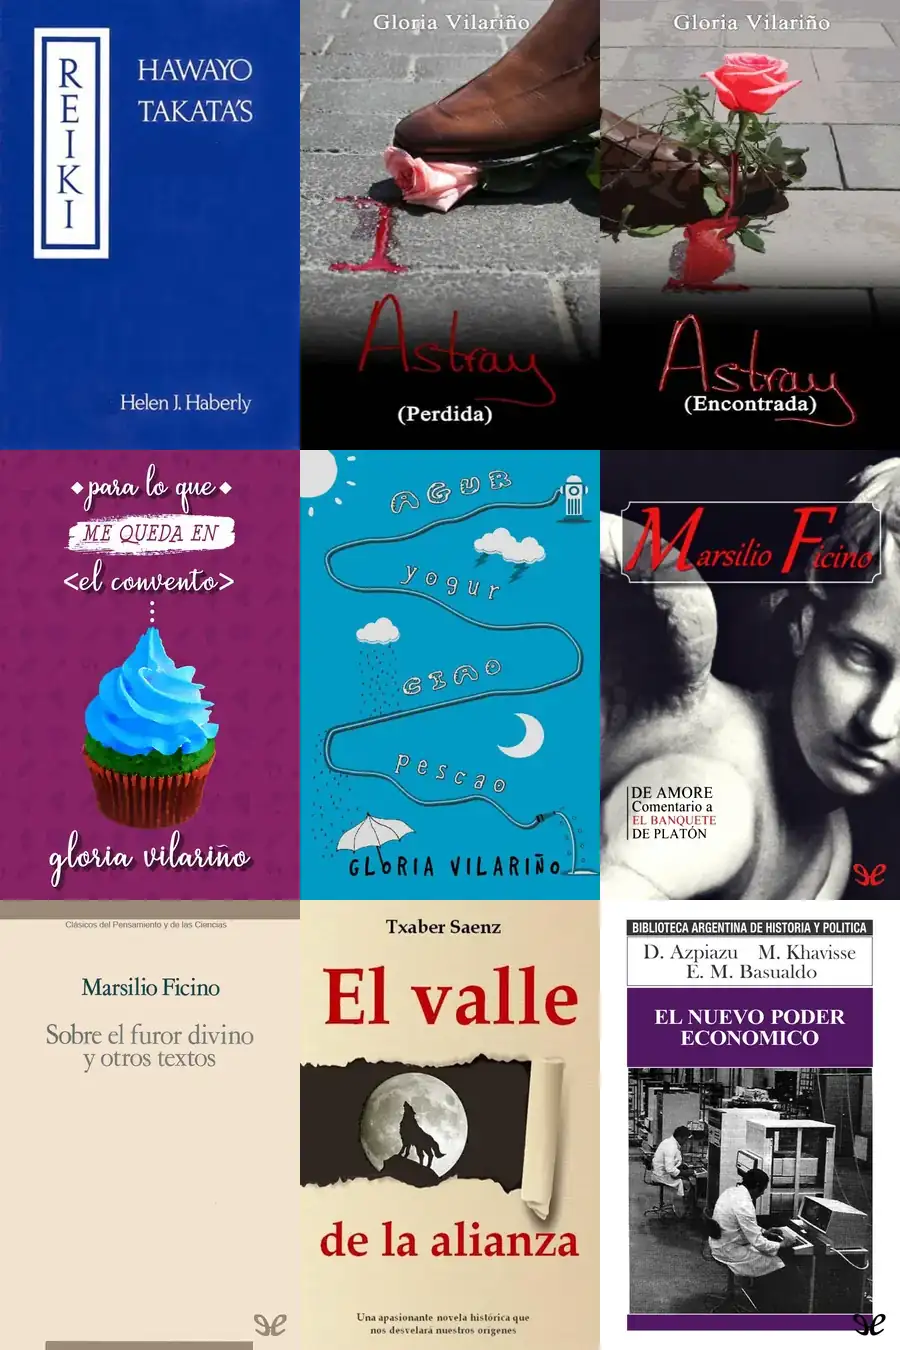 REIKI
HAWAYO
TAKATA'S
Helen J. Haberly
Gloria Vilariño
I
Astray
(Perdida)
Gloria Vilariño
Astray
(Encontrada)
para lo que
ME QUEDA EN
<el convento>
gloria vilariño
AGUR
yogur
CINO
pescao
GLORIA VILARIÑO
Marsilio Ficino
DE AMORE
Comentario a
EL BANQUETE
DE PLATÓN
Clásicos del Pensamiento y de las Ciencias
Marsilio Ficino
Sobre el furor divino
y otros textos
Txaber Saenz
El valle
de la alianza
Una apasionante novela histórica que
nos desvelará nuestros orígenes
BIBLIOTECA ARGENTINA DE HISTORIA Y POLITICA
D. Azpiazu M. Khavisse
E. M. Basualdo
EL NUEVO PODER
ECONOMICO